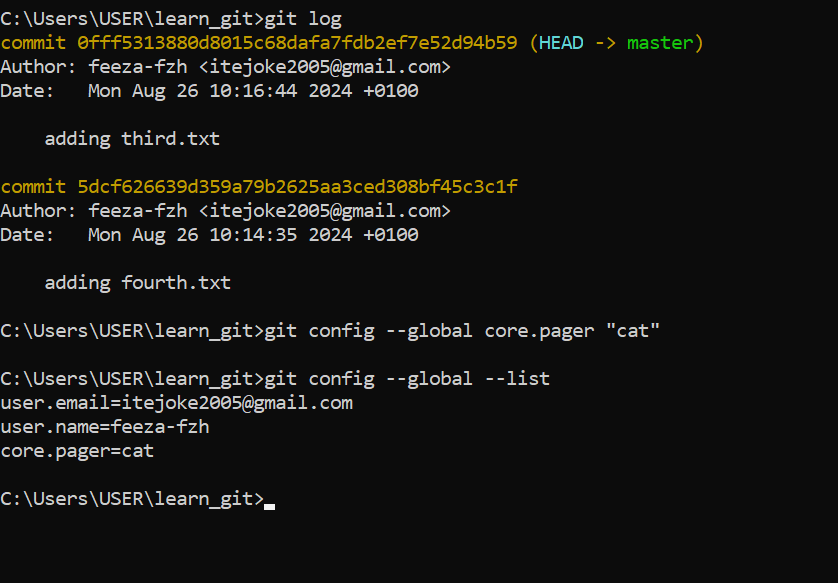 C:\Users\USER\learn_git>git log
commit 0fff5313880d8015c68dafa7fdb2ef7e52d94b59 (HEAD -> master)
Author: feeza-fzh <itejoke2005@gmail.com>
Date:   Mon Aug 26 10:16:44 2024 +0100
    adding third.txt
commit 5dcf626639d359a79b2625aa3ced308bf45c3c1f
Author: feeza-fzh <itejoke2005@gmail.com>
Date:   Mon Aug 26 10:14:35 2024 +0100
    adding fourth.txt
C:\Users\USER\learn_git>git config --global core.pager "cat"
C:\Users\USER\learn_git>git config --global --list
user.email=itejoke2005@gmail.com
user.name=feeza-fzh
core.pager=cat
C:\Users\USER\learn_git>